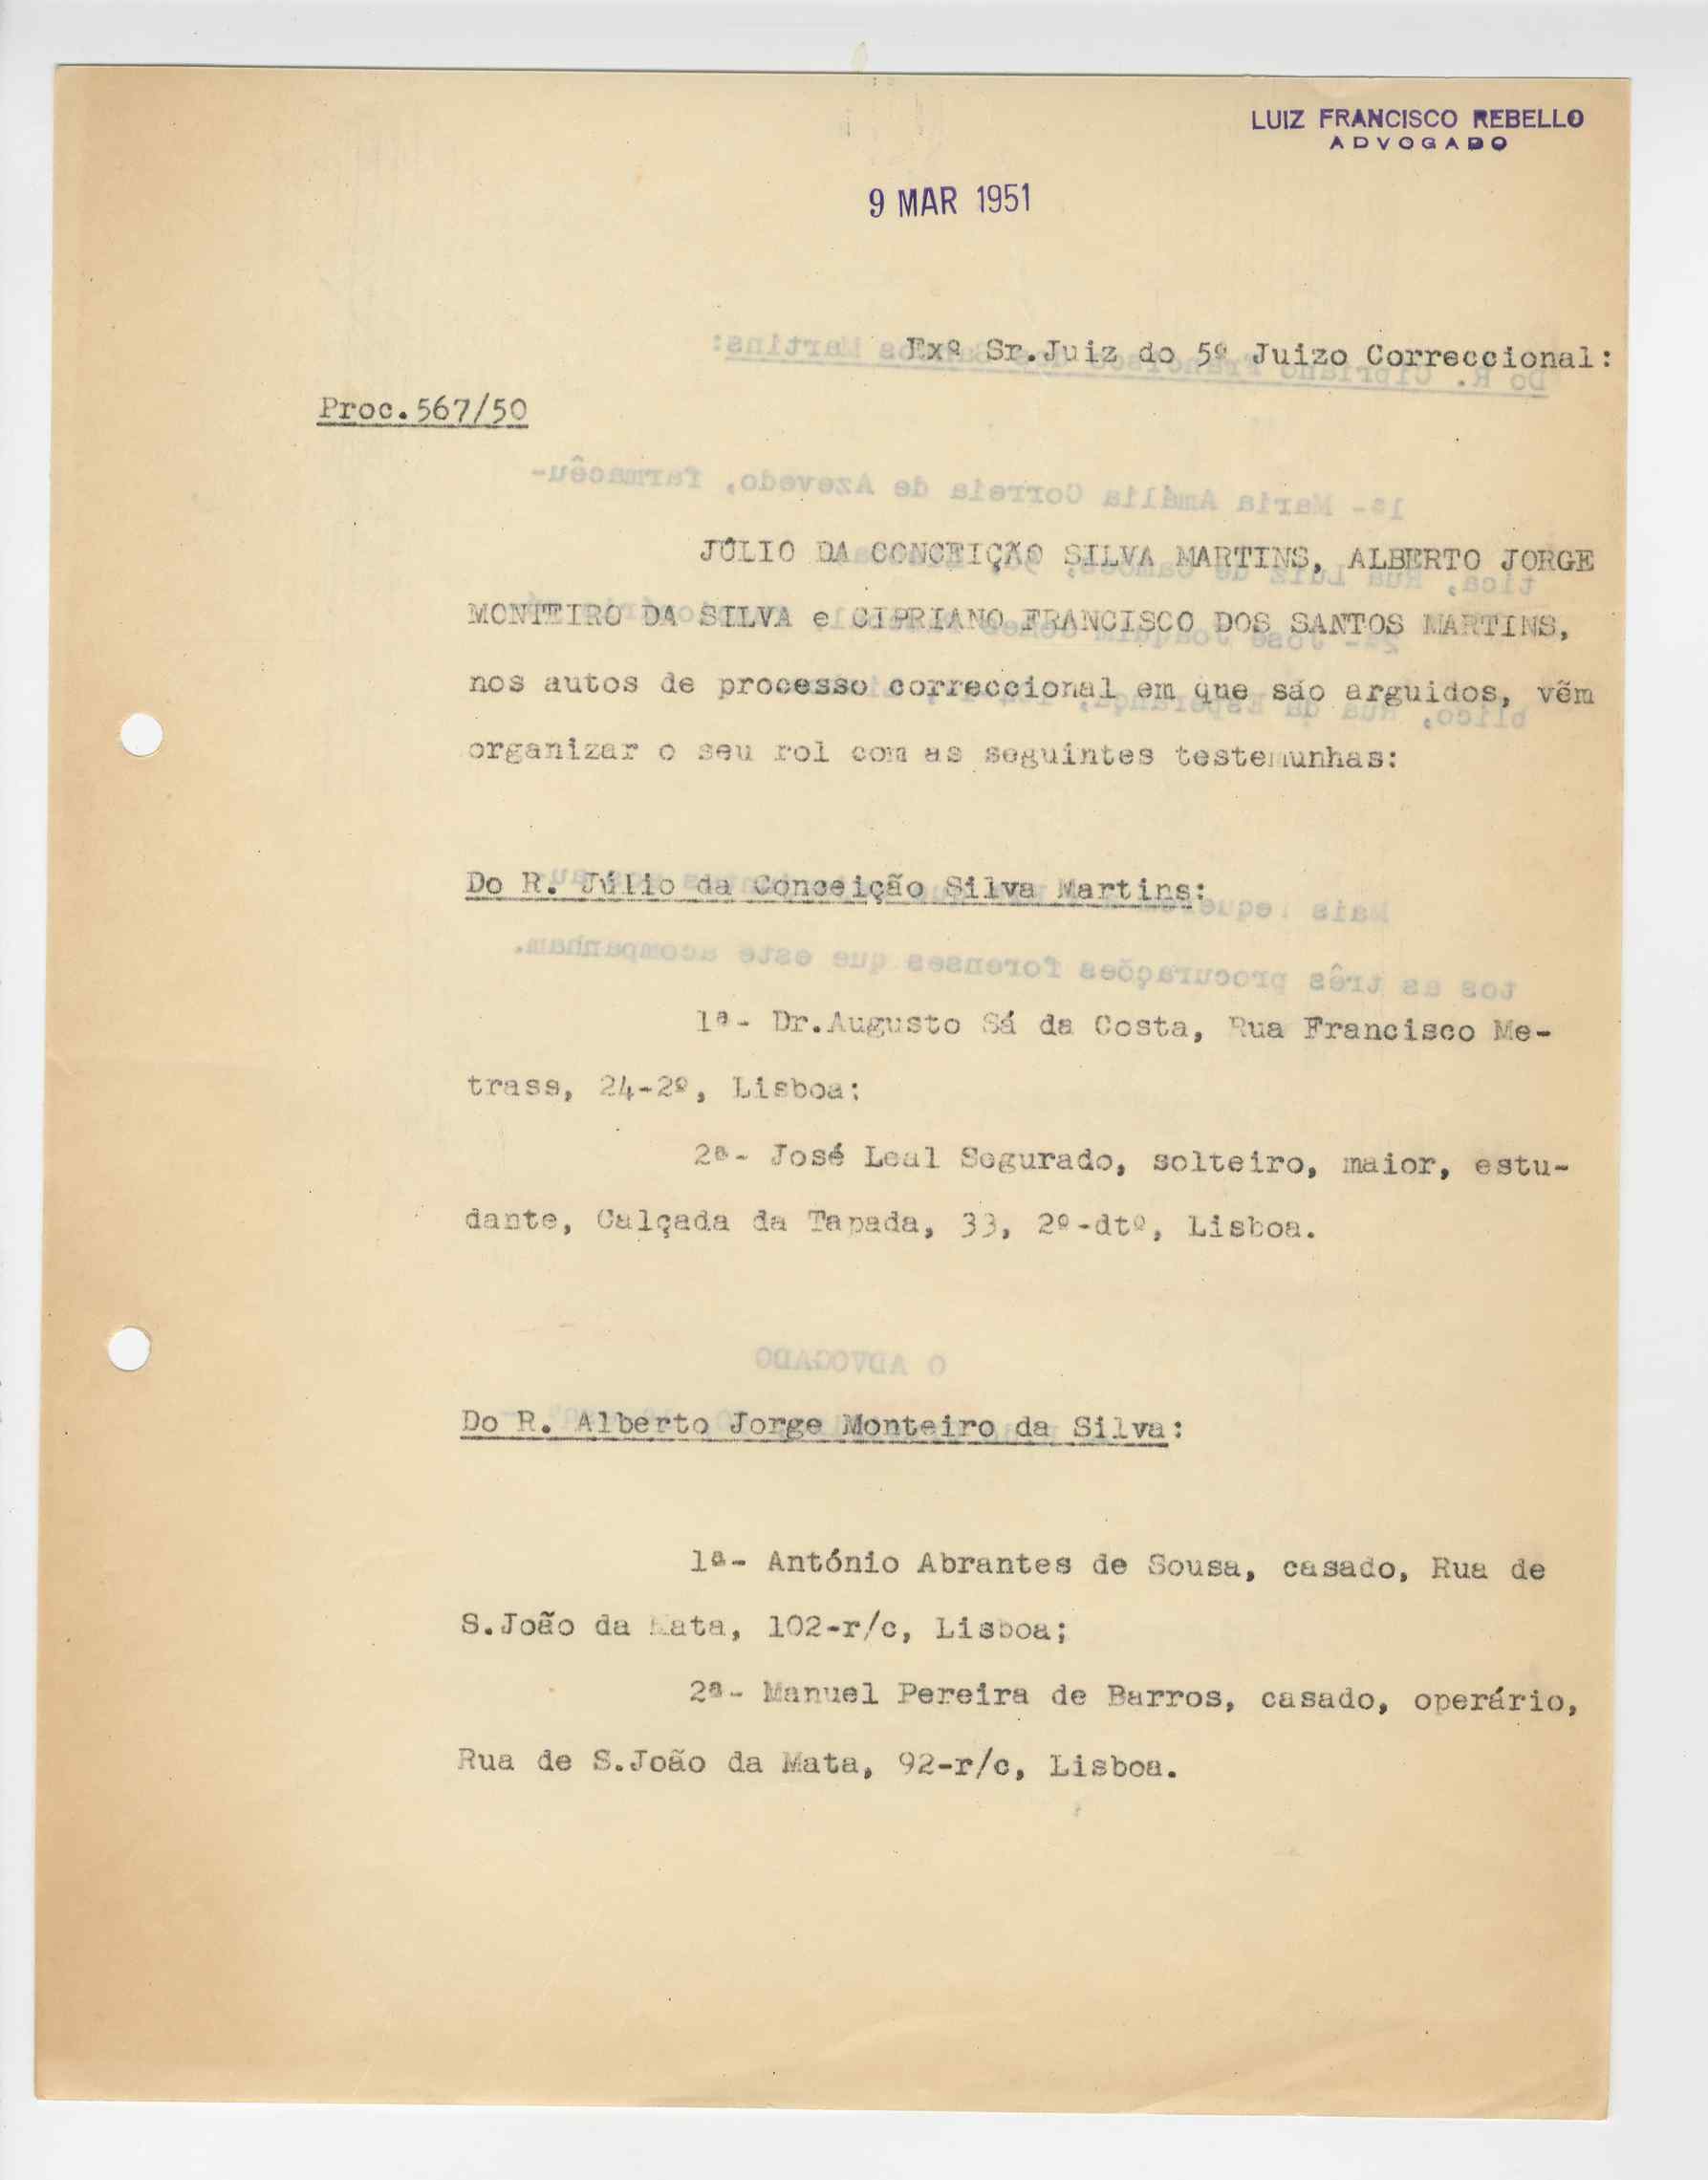 LUIZ FRANCISCO REBELLO
ADVOGADO
9 MAR 1951
Exº Sr.Juiz do 5º Juizo Correccional:
Proc.567/50
JÚLIO DA CONCEIÇÃO SILVA MARTINS, ALBERTO JORGE
MONTEIRO DA SILVA e CIPRIANO FRANCISCO DOS SANTOS MARTINS,
nos autos de processo correccional em que são arguidos, vêm
organizar o seu rol com as seguintes testemunhas:
Do R. Júlio da Conceição Silva Martins:
1ª- Dr.Augusto Sá da Costa, Rua Francisco Me-
trass, 24-2º, Lisboa;
2ª- José Leal Segurado, solteiro, maior, estu-
dante, Calçada da Tapada, 33, 2º-dtº, Lisboa.
Do R. Alberto Jorge Monteiro da Silva:
1ª- António Abrantes de Sousa, casado, Rua de
S.João da Mata, 102-r/c, Lisboa;
2ª- Manuel Pereira de Barros, casado, operário,
Rua de S.João da Mata, 92-r/c, Lisboa.